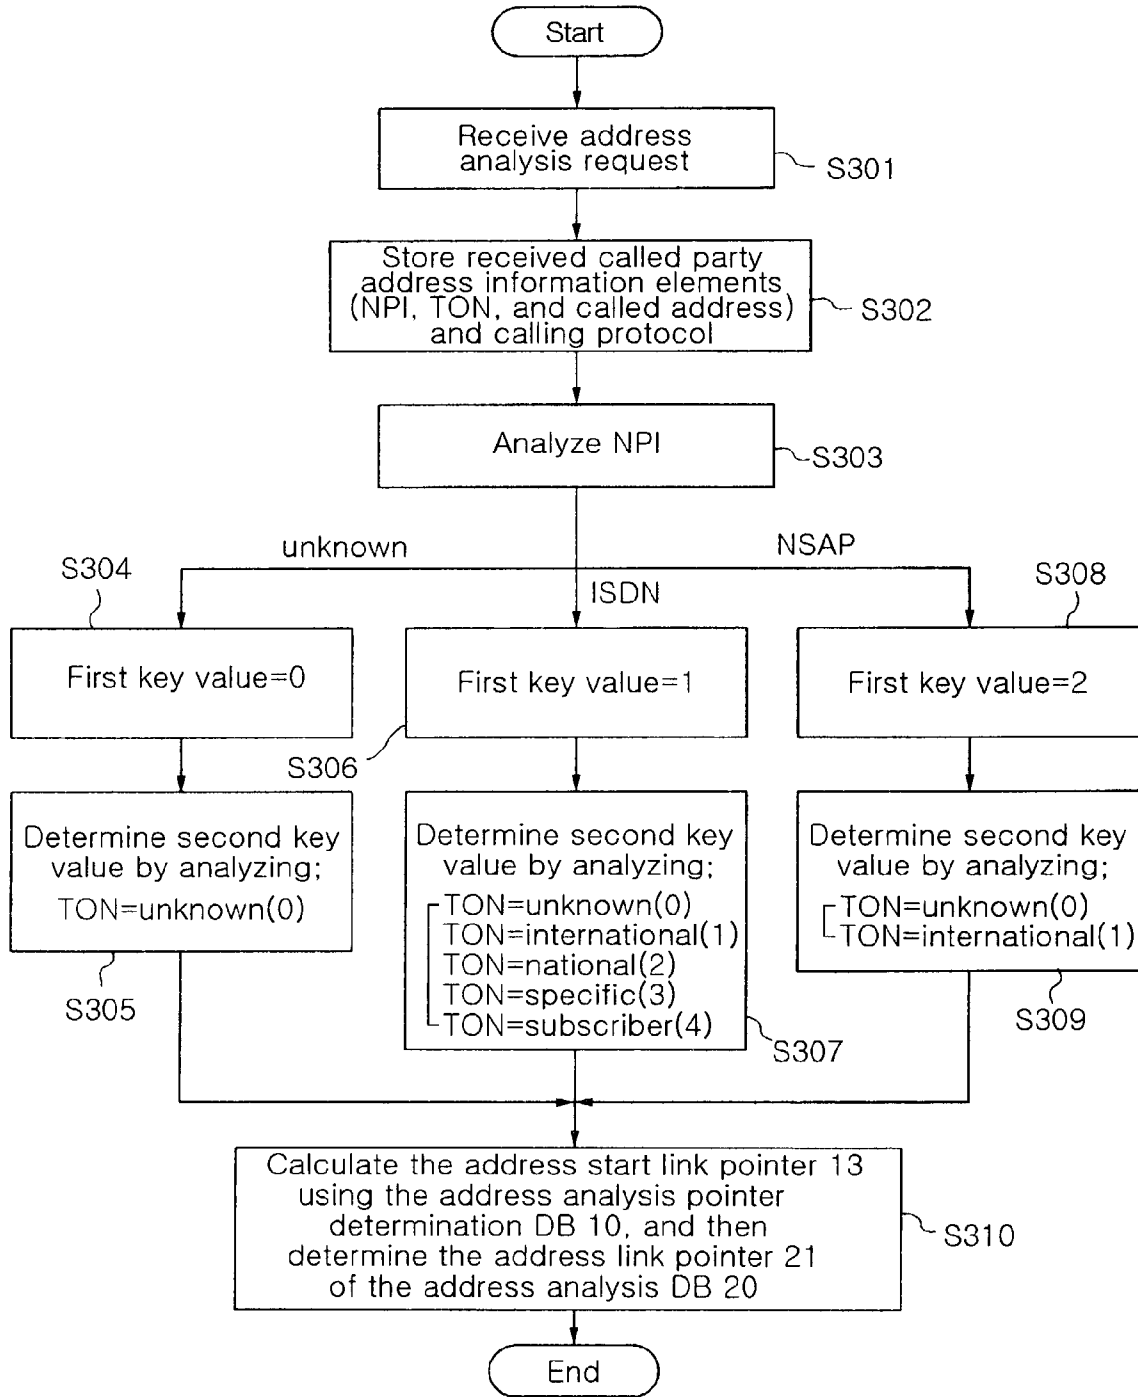 Start
Receive address
analysis request
S301
Store received called party
address information elements
(NPI, TON, and called address)
and calling protocol
S302
Analyze NPI
S303
unknown
NSAP
S304
ISDN
S308
First key value=0
First key value=1
First key value=2
S306
Determine second key
value by analyzing;
TON=unknown(0)
S305
Determine second key
value by analyzing;
TON=unknown(0)
TON=international(1)
TON=national(2)
TON=specific(3)
TON=subscriber(4)
S307
Determine second key
value by analyzing;
TON=unknown(0)
TON=international(1)
S309
Calculate the address start link pointer 13
using the address analysis pointer
determination DB 10, and then
determine the address link pointer 21
of the address analysis DB 20
S310
End